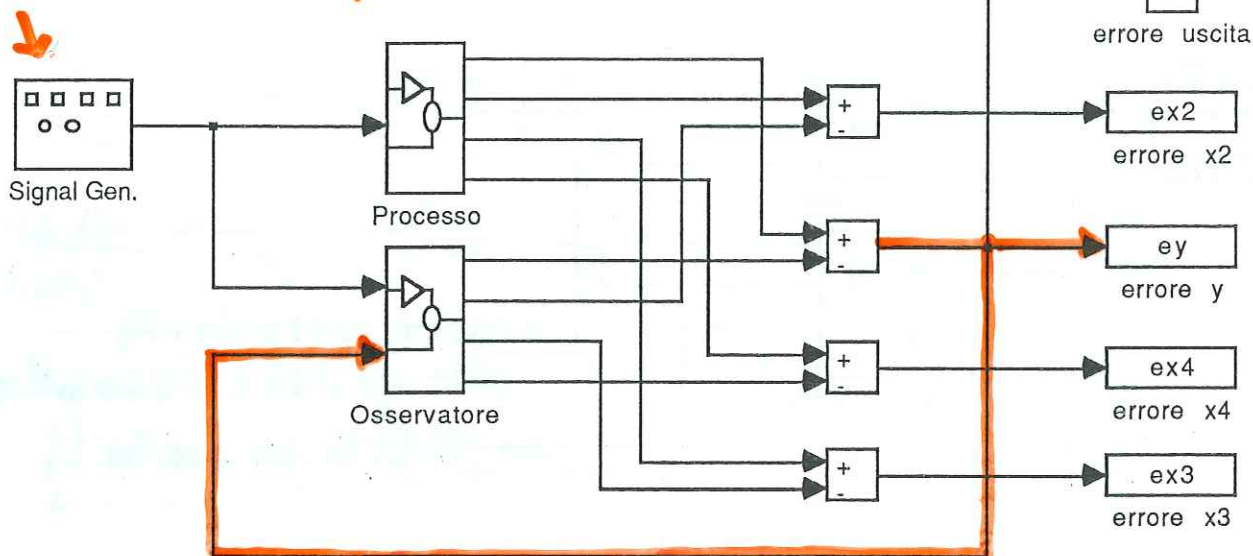 errore uscita
Signal Gen.
Processo
Osservatore
+
-
ex2
errore x2
+
-
ey
errore y
+
-
ex4
errore x4
+
-
ex3
errore x3